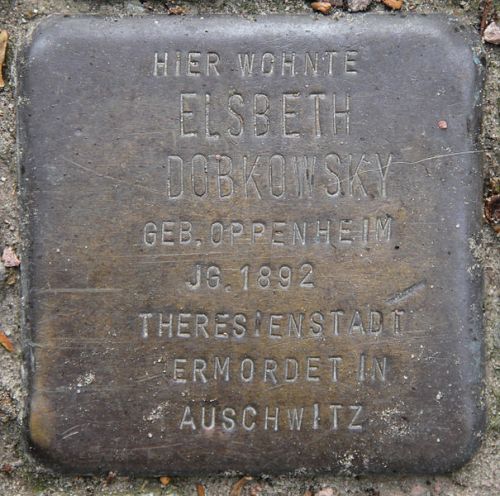 HIER WOHNTE
ELSBETH
DOBKOWSKY
GEB. OPPENHEIM
JG. 1892
THERESIENSTADT
ERMORDET IN
AUSCHWITZ